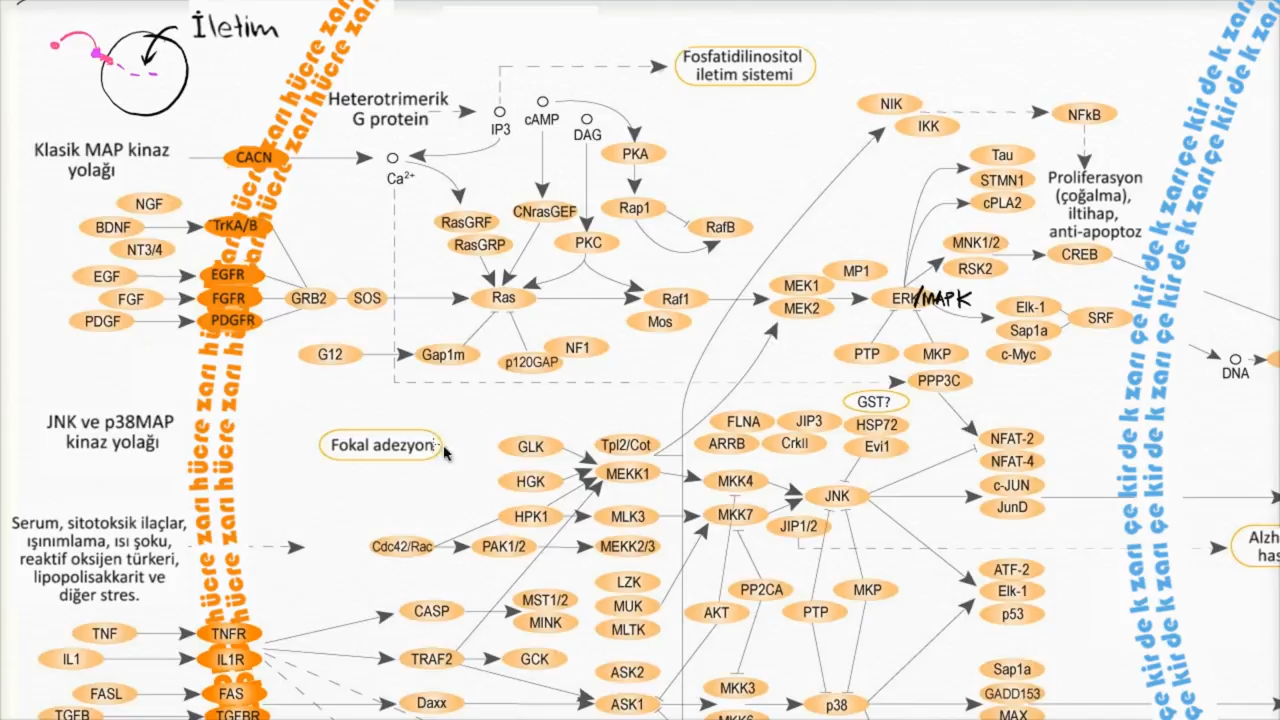 İletim
Fosfatidilinositol
iletim sistemi
Heterotrimerik
G protein
IP3
cAMP
DAG
NIK
IKK
NFkB
Klasik MAP kinaz
yolağı
CACN
Ca²⁺
PKA
Tau
STMN1
cPLA2
Proliferasyon
(çoğalma),
iltihap,
anti-apoptoz
NGF
BDNF
NT3/4
TrKA/B
RasGRF
RasGRP
CNrasGEF
Rap1
RafB
PKC
MNK1/2
RSK2
CREB
EGF
FGF
PDGF
EGFR
FGFR
PDGFR
GRB2
SOS
Ras
Raf1
Mos
MEK1
MEK2
MP1
ERK/MAPK
Elk-1
Sap1a
c-Myc
SRF
G12
Gap1m
p120GAP
NF1
PTP
MKP
PPP3C
DNA
JNK ve p38MAP
kinaz yolağı
Fokal adezyon
GLK
HGK
HPK1
Tpl2/Cot
MEKK1
MLK3
FLNA
ARRB
JIP3
CrkII
GST?
HSP72
Evi1
MKK4
MKK7
JNK
JIP1/2
NFAT-2
NFAT-4
c-JUN
JunD
Serum, sitotoksik ilaçlar,
ışınımlama, ısı şoku,
reaktif oksijen türkeri,
lipopolisakkarit ve
diğer stres.
Cdc42/Rac
PAK1/2
MEKK2/3
LZK
MUK
MLTK
PP2CA
AKT
PTP
MKP
ATF-2
Elk-1
p53
TNF
IL1
FASL
TGFB
TNFR
IL1R
FAS
TGFBR
CASP
MST1/2
MINK
TRAF2
GCK
Daxx
ASK2
ASK1
MKK3
MKK6
p38
Sap1a
GADD153
MAX
hücre zarı
çekirdek zarı